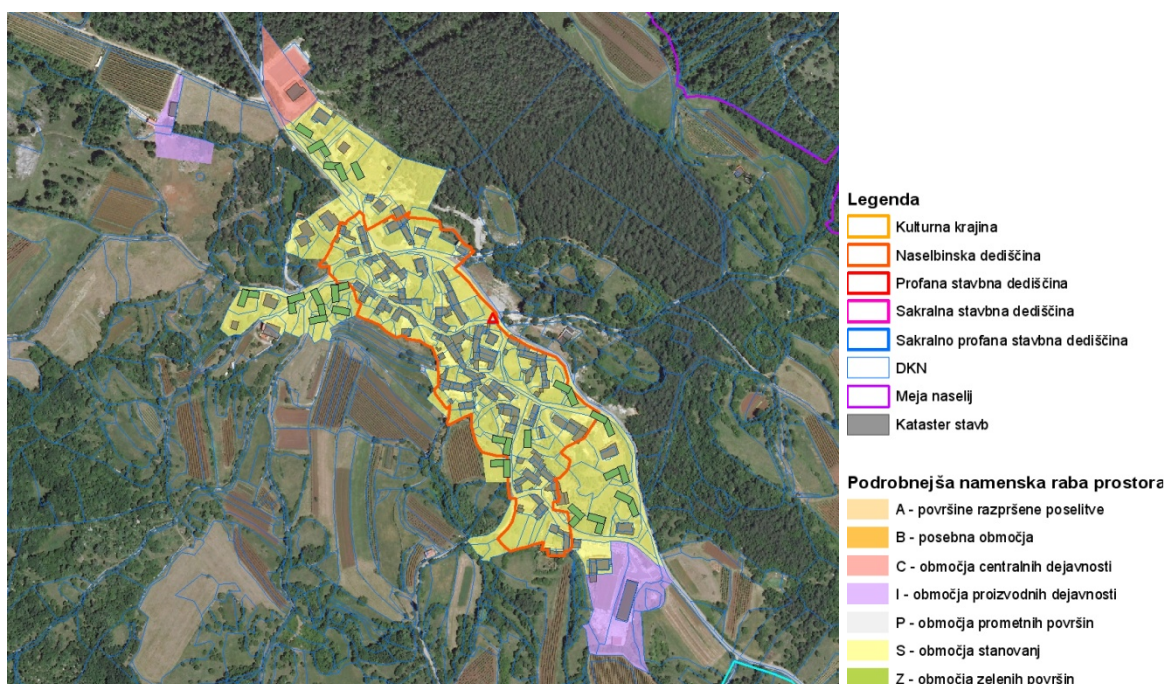 Legenda
Kulturna krajina
Naselbinska dediščina
Profana stavbna dediščina
Sakralna stavbna dediščina
Sakralno profana stavbna dediščina
DKN
Meja naselij
Kataster stavb
Podrobnejša namenska raba prostora
A - površine razpršene poselitve
B - posebna območja
C - območja centralnih dejavnosti
I - območja proizvodnih dejavnosti
P - območja prometnih površin
S - območja stanovanj
Z - območja zelenih površin